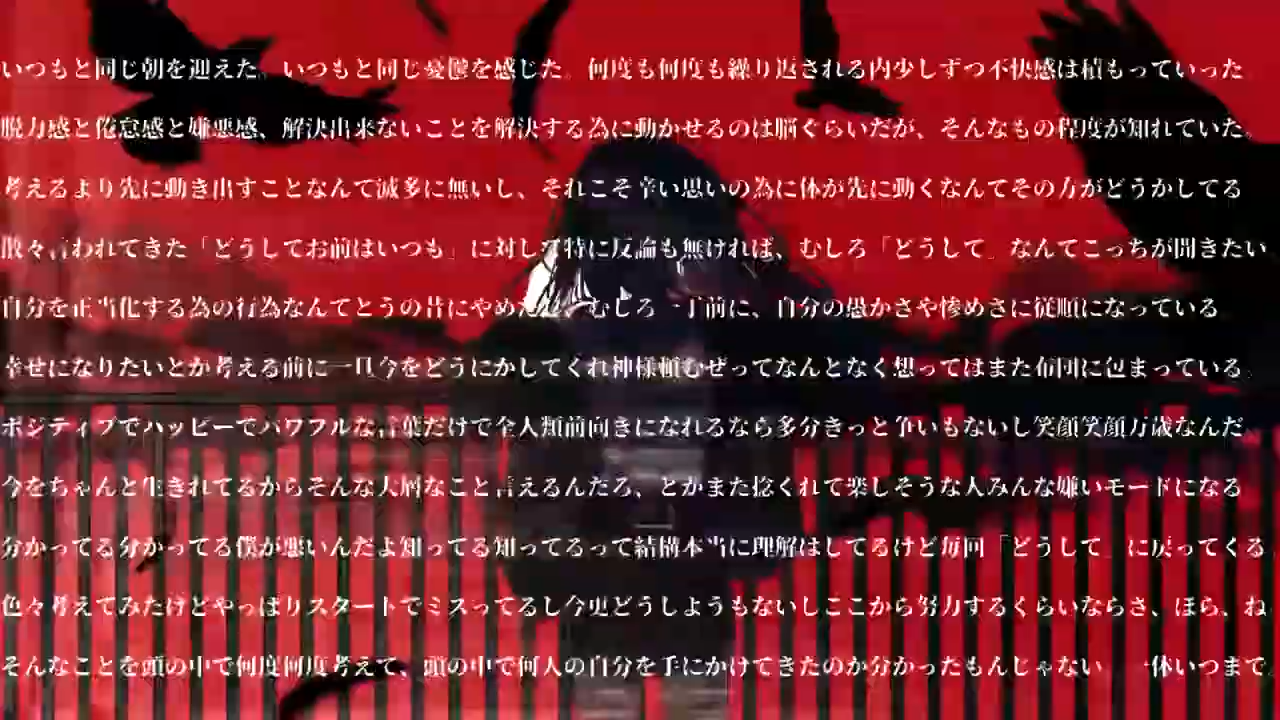 いつもと同じ朝を迎えた。いつもと同じ憂鬱を感じた。何度も何度も繰り返される内少しずつ不快感は積もっていった
脱力感と倦怠感と嫌悪感、解決出来ないことを解決する為に動かせるのは脳ぐらいだが、そんなもの程度が知れていた。
考えるより先に動き出すことなんて滅多に無いし、それこそ辛い思いの為に体が先に動くなんてその方がどうかしてる
散々言われてきた「どうしてお前はいつも」に対して特に反論も無ければ、むしろ「どうして」なんてこっちが聞きたい
自分を正当化する為の行為なんてとうの昔にやめた。むしろ一丁前に、自分の愚かさや惨めさに従順になっている
幸せになりたいとか考える前に一旦今をどうにかしてくれ神様頼むぜってなんとなく想ってはまた布団に包まっている。
ポジティブでハッピーでパワフルな言葉だけで全人類前向きになれるなら多分きっと争いもないし笑顔笑顔万歳なんだ
今をちゃんと生きれてるからそんな大層なこと言えるんだろ、とかまた捻くれて楽しそうな人みんな嫌いモードになる
分かってる分かってる僕が悪いんだよ知ってる知ってるって結構本当に理解はしてるけど毎回「どうして」に戻ってくる
色々考えてみたけどやっぱりスタートでミスってるし今更どうしようもないしここから努力するくらいならさ、ほら、ね
そんなことを頭の中で何度何度考えて、頭の中で何人の自分を手にかけてきたのか分かったもんじゃない。一体いつまで